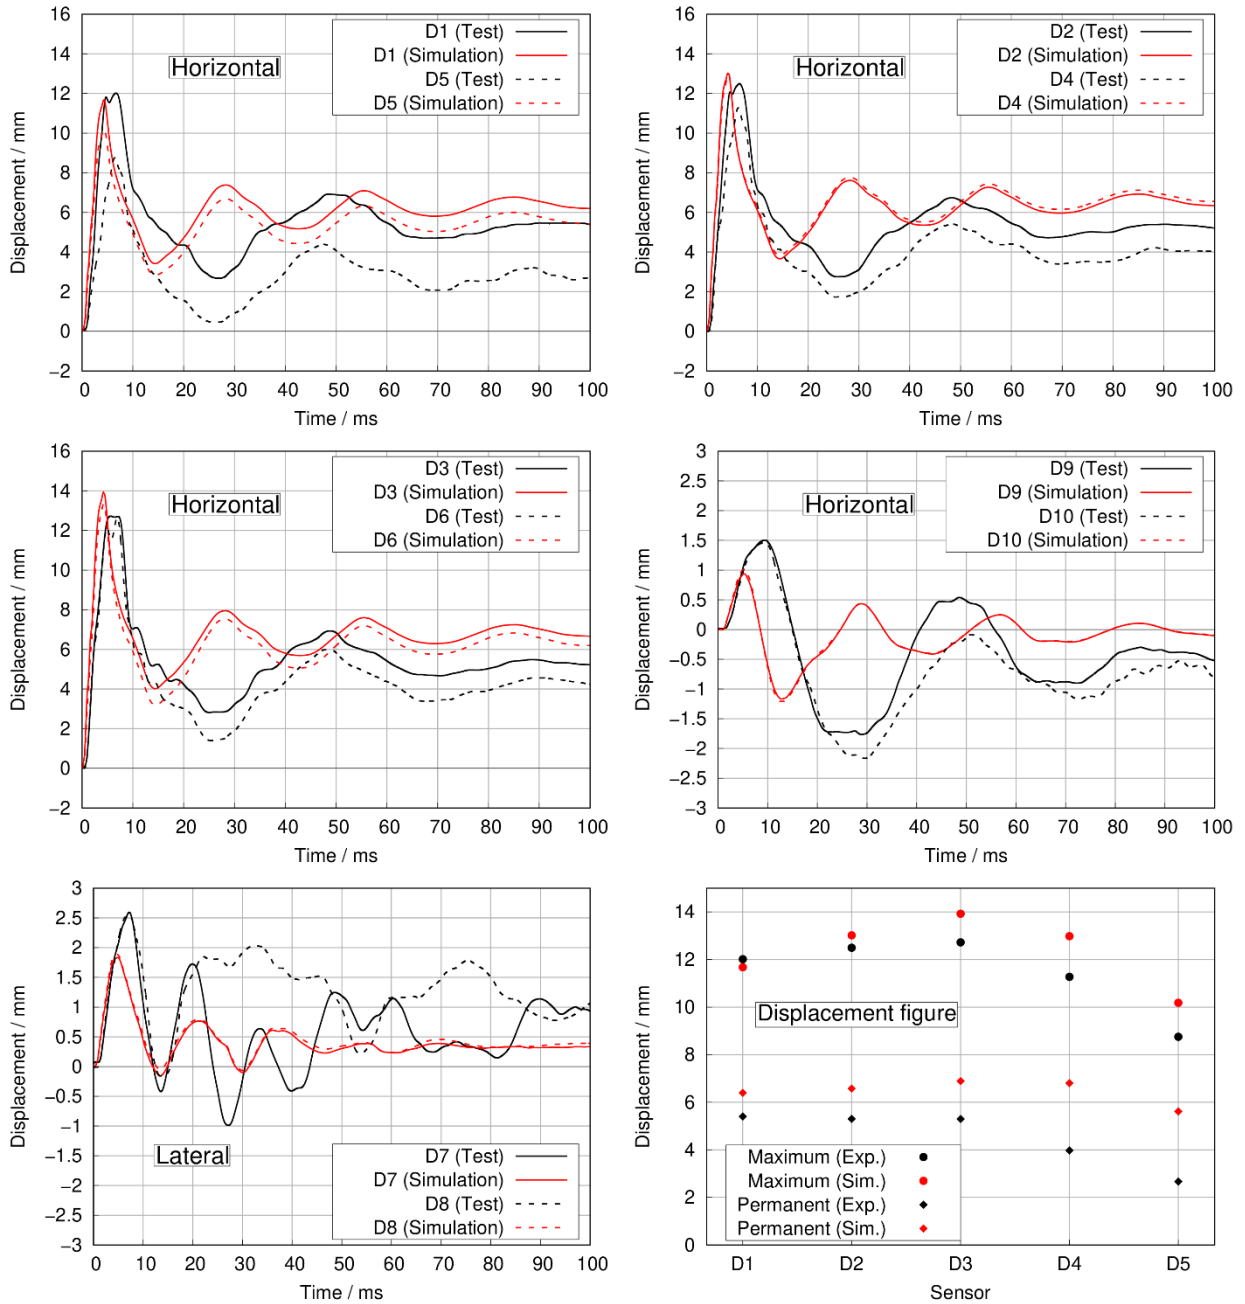 16
14
12
10
8
6
4
2
0
−2
Displacement / mm
D1 (Test)
D1 (Simulation)
D5 (Test)
D5 (Simulation)
Horizontal
0 10 20 30 40 50 60 70 80 90 100
Time / ms
16
14
12
10
8
6
4
2
0
−2
Displacement / mm
D2 (Test)
D2 (Simulation)
D4 (Test)
D4 (Simulation)
Horizontal
0 10 20 30 40 50 60 70 80 90 100
Time / ms
16
14
12
10
8
6
4
2
0
−2
Displacement / mm
D3 (Test)
D3 (Simulation)
D6 (Test)
D6 (Simulation)
Horizontal
0 10 20 30 40 50 60 70 80 90 100
Time / ms
3
2.5
2
1.5
1
0.5
0
−0.5
−1
−1.5
−2
−2.5
−3
Displacement / mm
D9 (Test)
D9 (Simulation)
D10 (Test)
D10 (Simulation)
Horizontal
0 10 20 30 40 50 60 70 80 90 100
Time / ms
3
2.5
2
1.5
1
0.5
0
−0.5
−1
−1.5
−2
−2.5
−3
Displacement / mm
Lateral
D7 (Test)
D7 (Simulation)
D8 (Test)
D8 (Simulation)
0 10 20 30 40 50 60 70 80 90 100
Time / ms
14
12
10
8
6
4
2
0
Displacement / mm
Displacement figure
Maximum (Exp.)
Maximum (Sim.)
Permanent (Exp.)
Permanent (Sim.)
D1 D2 D3 D4 D5
Sensor